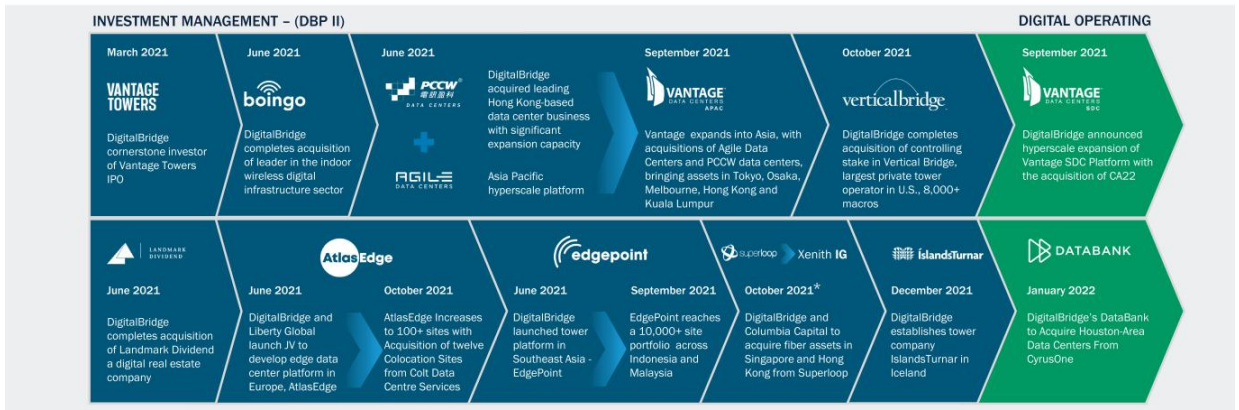 INVESTMENT MANAGEMENT – (DBP II)
DIGITAL OPERATING
March 2021
VANTAGE
TOWERS
DigitalBridge
cornerstone investor
of Vantage Towers
IPO
June 2021
boingo
DigitalBridge
completes acquisition
of leader in the indoor
wireless digital
infrastructure sector
June 2021
PCCW®
電訊盈科
DATA CENTERS
AGILE
DATA CENTERS
DigitalBridge
acquired leading
Hong Kong-based
data center business
with significant
expansion capacity
Asia Pacific
hyperscale platform
September 2021
VANTAGE
DATA CENTERS
APAC
Vantage expands into Asia, with
acquisitions of Agile Data
Centers and PCCW data centers,
bringing assets in Tokyo, Osaka,
Melbourne, Hong Kong and
Kuala Lumpur
October 2021
verticalbridge
DigitalBridge completes
acquisition of controlling
stake in Vertical Bridge,
largest private tower
operator in U.S., 8,000+
macros
September 2021
VANTAGE
DATA CENTERS
SDC
DigitalBridge announced
hyperscale expansion of
Vantage SDC Platform with
the acquisition of CA22
LANDMARK
DIVIDEND
June 2021
DigitalBridge
completes acquisition
of Landmark Dividend
a digital real estate
company
AtlasEdge
June 2021
DigitalBridge and
Liberty Global
launch JV to
develop edge data
center platform in
Europe, AtlasEdge
October 2021
AtlasEdge Increases
to 100+ sites with
Acquisition of twelve
Colocation Sites
from Colt Data
Centre Services
edgepoint
June 2021
DigitalBridge
launched tower
platform in
Southeast Asia -
EdgePoint
September 2021
EdgePoint reaches
a 10,000+ site
portfolio across
Indonesia and
Malaysia
superloop
Xenith IG
October 2021*
DigitalBridge and
Columbia Capital to
acquire fiber assets in
Singapore and Hong
Kong from Superloop
ÍslandsTurnar
December 2021
DigitalBridge
establishes tower
company
IslandsTurnar in
Iceland
DATABANK
January 2022
DigitalBridge's DataBank
to Acquire Houston-Area
Data Centers From
CyrusOne